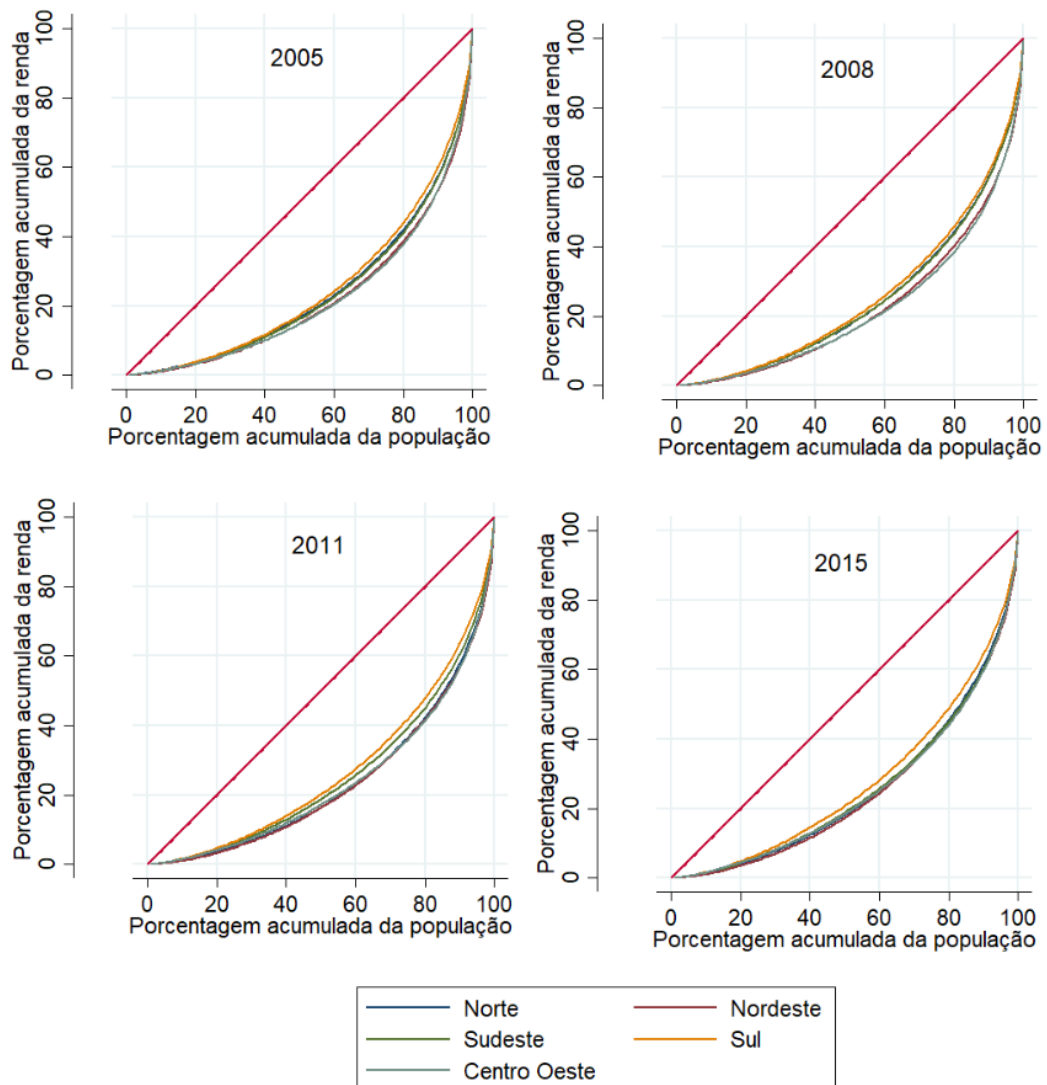 2005
Porcentagem acumulada da renda
0 20 40 60 80 100
0 20 40 60 80 100
Porcentagem acumulada da população
2008
Porcentagem acumulada da renda
0 20 40 60 80 100
0 20 40 60 80 100
Porcentagem acumulada da população
2011
Porcentagem acumulada da renda
0 20 40 60 80 100
0 20 40 60 80 100
Porcentagem acumulada da população
2015
Porcentagem acumulada da renda
0 20 40 60 80 100
0 20 40 60 80 100
Porcentagem acumulada da população
Norte Nordeste
Sudeste Sul
Centro Oeste